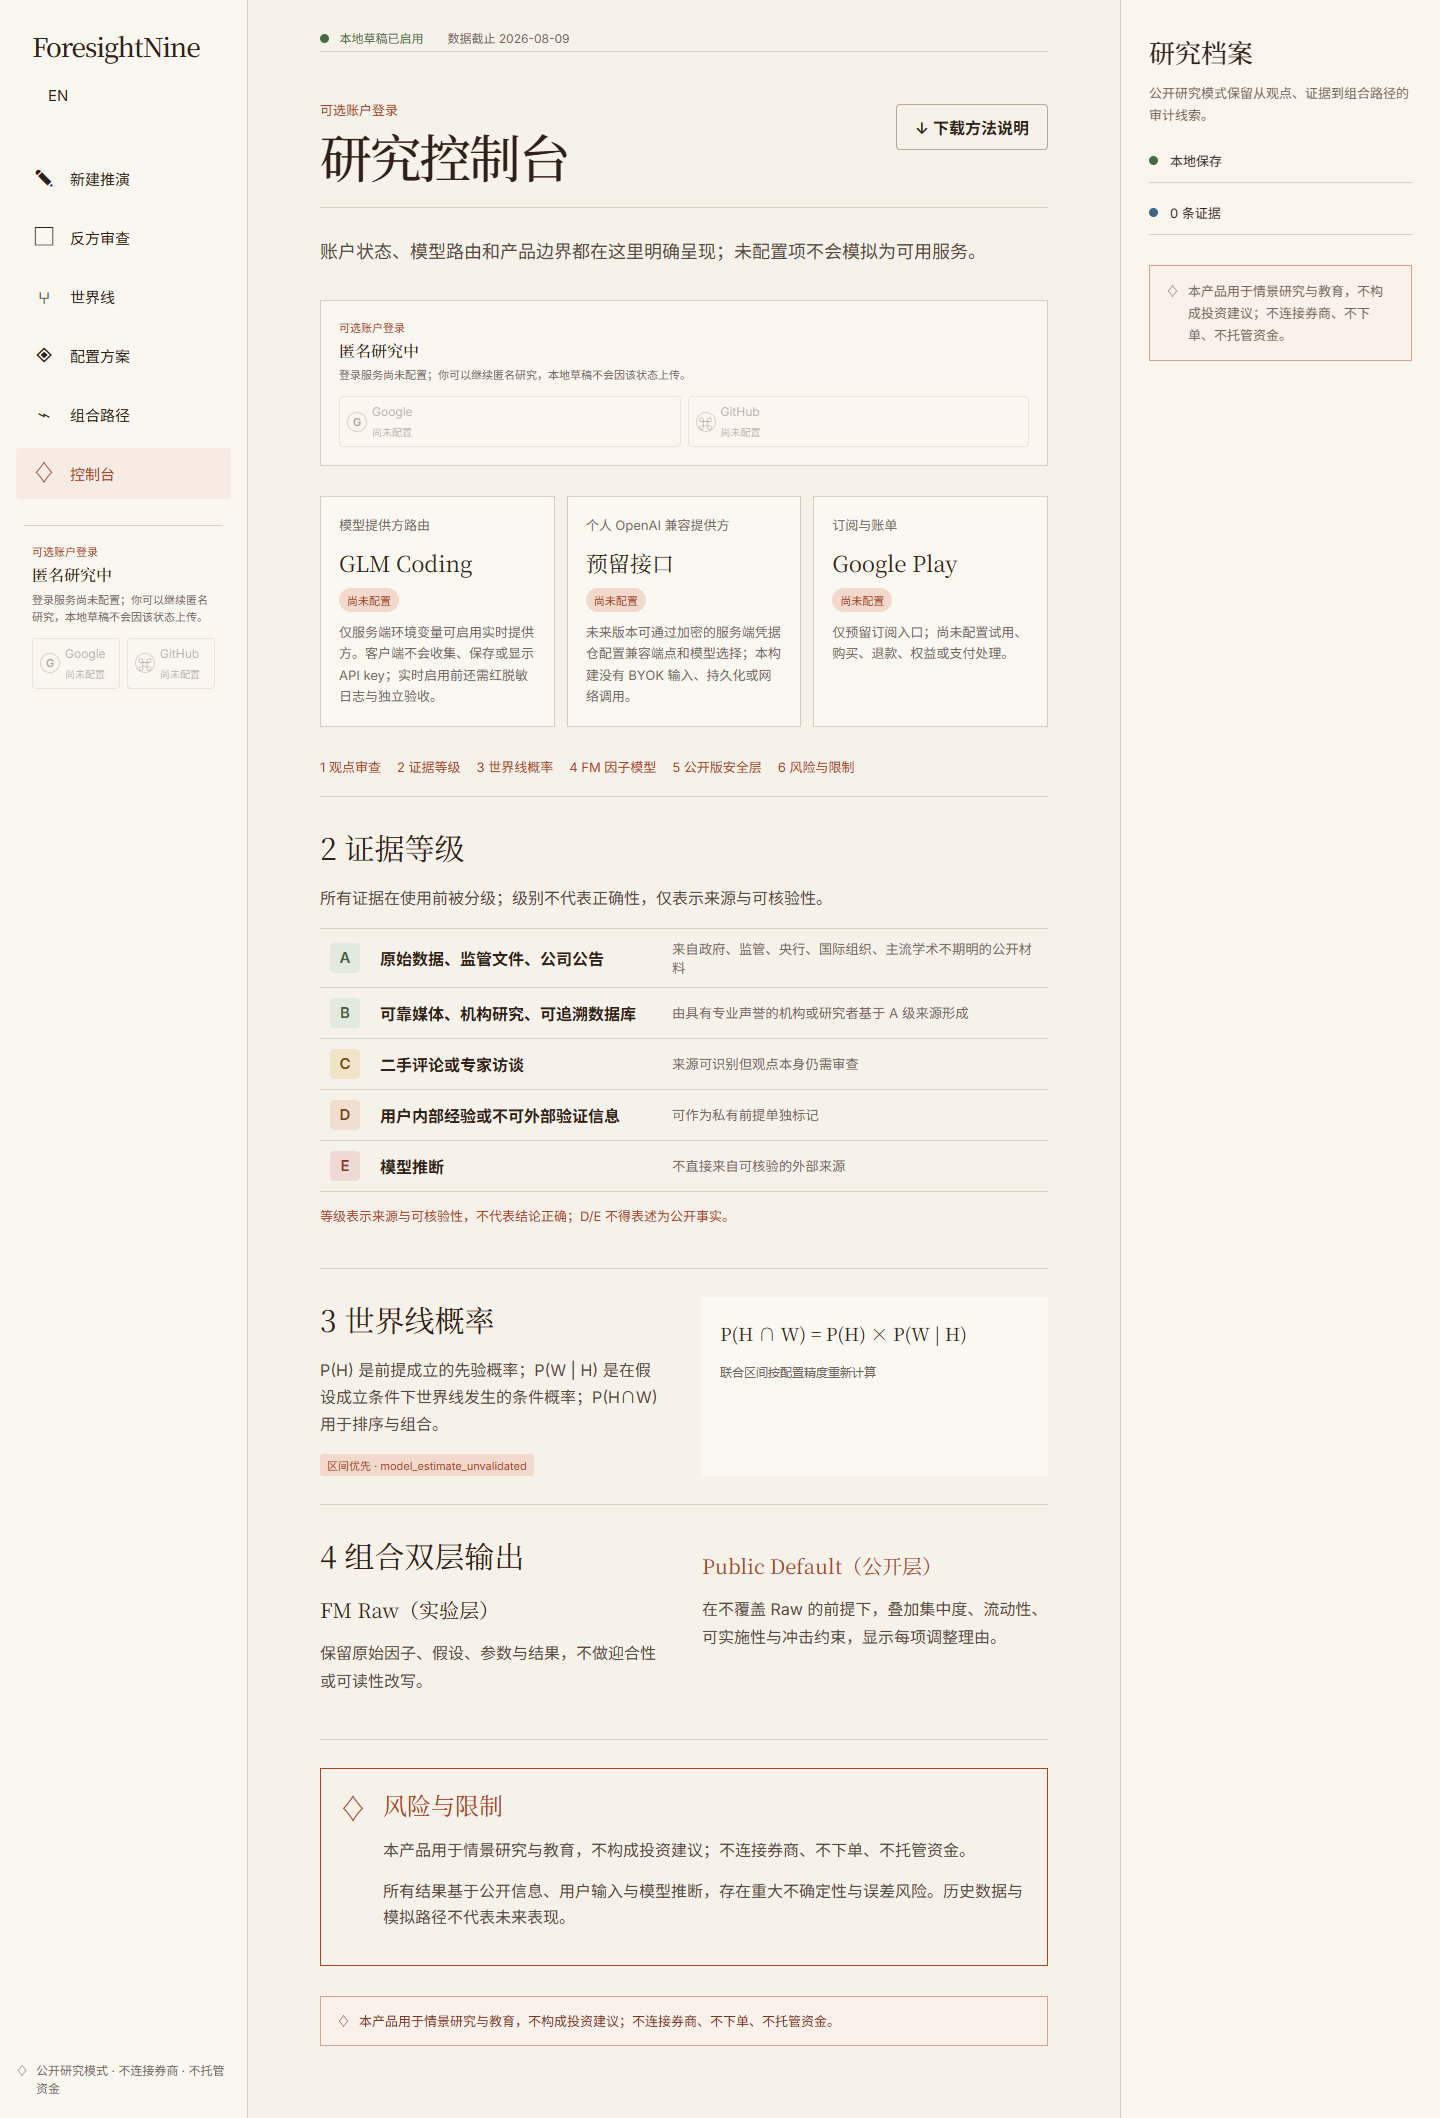 ForesightNine
EN
新建推演
反方审查
世界线
配置方案
组合路径
控制台
可选账户登录
匿名研究中
登录服务尚未配置；你可以继续匿名
研究，本地草稿不会因该状态上传。
G Google
尚未配置
GitHub
尚未配置
公开研究模式 · 不连接券商 · 不托管
资金
本地草稿已启用 数据截止 2026-08-09
可选账户登录
研究控制台
↓ 下载方法说明
账户状态、模型路由和产品边界都在这里明确呈现；未配置项不会模拟为可用服务。
可选账户登录
匿名研究中
登录服务尚未配置；你可以继续匿名研究，本地草稿不会因该状态上传。
G Google
尚未配置
GitHub
尚未配置
模型提供方路由
GLM Coding
尚未配置
仅服务端环境变量可启用实时提供
方。客户端不会收集、保存或显示
API key；实时启用前还需红脱敏
日志与独立验收。
个人 OpenAI 兼容提供方
预留接口
尚未配置
未来版本可通过加密的服务端凭据
仓配置兼容端点和模型选择；本构
建没有 BYOK 输入、持久化或网
络调用。
订阅与账单
Google Play
尚未配置
仅预留订阅入口；尚未配置试用、
购买、退款、权益或支付处理。
1 观点审查 2 证据等级 3 世界线概率 4 FM 因子模型 5 公开版安全层 6 风险与限制
2 证据等级
所有证据在使用前被分级；级别不代表正确性，仅表示来源与可核验性。
A 原始数据、监管文件、公司公告 来自政府、监管、央行、国际组织、主流学术不期明的公开材
料
B 可靠媒体、机构研究、可追溯数据库 由具有专业声誉的机构或研究者基于 A 级来源形成
C 二手评论或专家访谈 来源可识别但观点本身仍需审查
D 用户内部经验或不可外部验证信息 可作为私有前提单独标记
E 模型推断 不直接来自可核验的外部来源
等级表示来源与可核验性，不代表结论正确；D/E 不得表述为公开事实。
3 世界线概率
P(H) 是前提成立的先验概率；P(W | H) 是在假
设成立条件下世界线发生的条件概率；P(H∩W)
用于排序与组合。
区间优先 · model_estimate_unvalidated
P(H ∩ W) = P(H) × P(W | H)
联合区间按配置精度重新计算
4 组合双层输出
FM Raw（实验层）
保留原始因子、假设、参数与结果，不做迎合性
或可读性改写。
Public Default（公开层）
在不覆盖 Raw 的前提下，叠加集中度、流动性、
可实施性与冲击约束，显示每项调整理由。
风险与限制
本产品用于情景研究与教育，不构成投资建议；不连接券商、不下单、不托管资金。
所有结果基于公开信息、用户输入与模型推断，存在重大不确定性与误差风险。历史数据与
模拟路径不代表未来表现。
本产品用于情景研究与教育，不构成投资建议；不连接券商、不下单、不托管资金。
研究档案
公开研究模式保留从观点、证据到组合路径的
审计线索。
本地保存
0 条证据
本产品用于情景研究与教育，不构
成投资建议；不连接券商、不下
单、不托管资金。